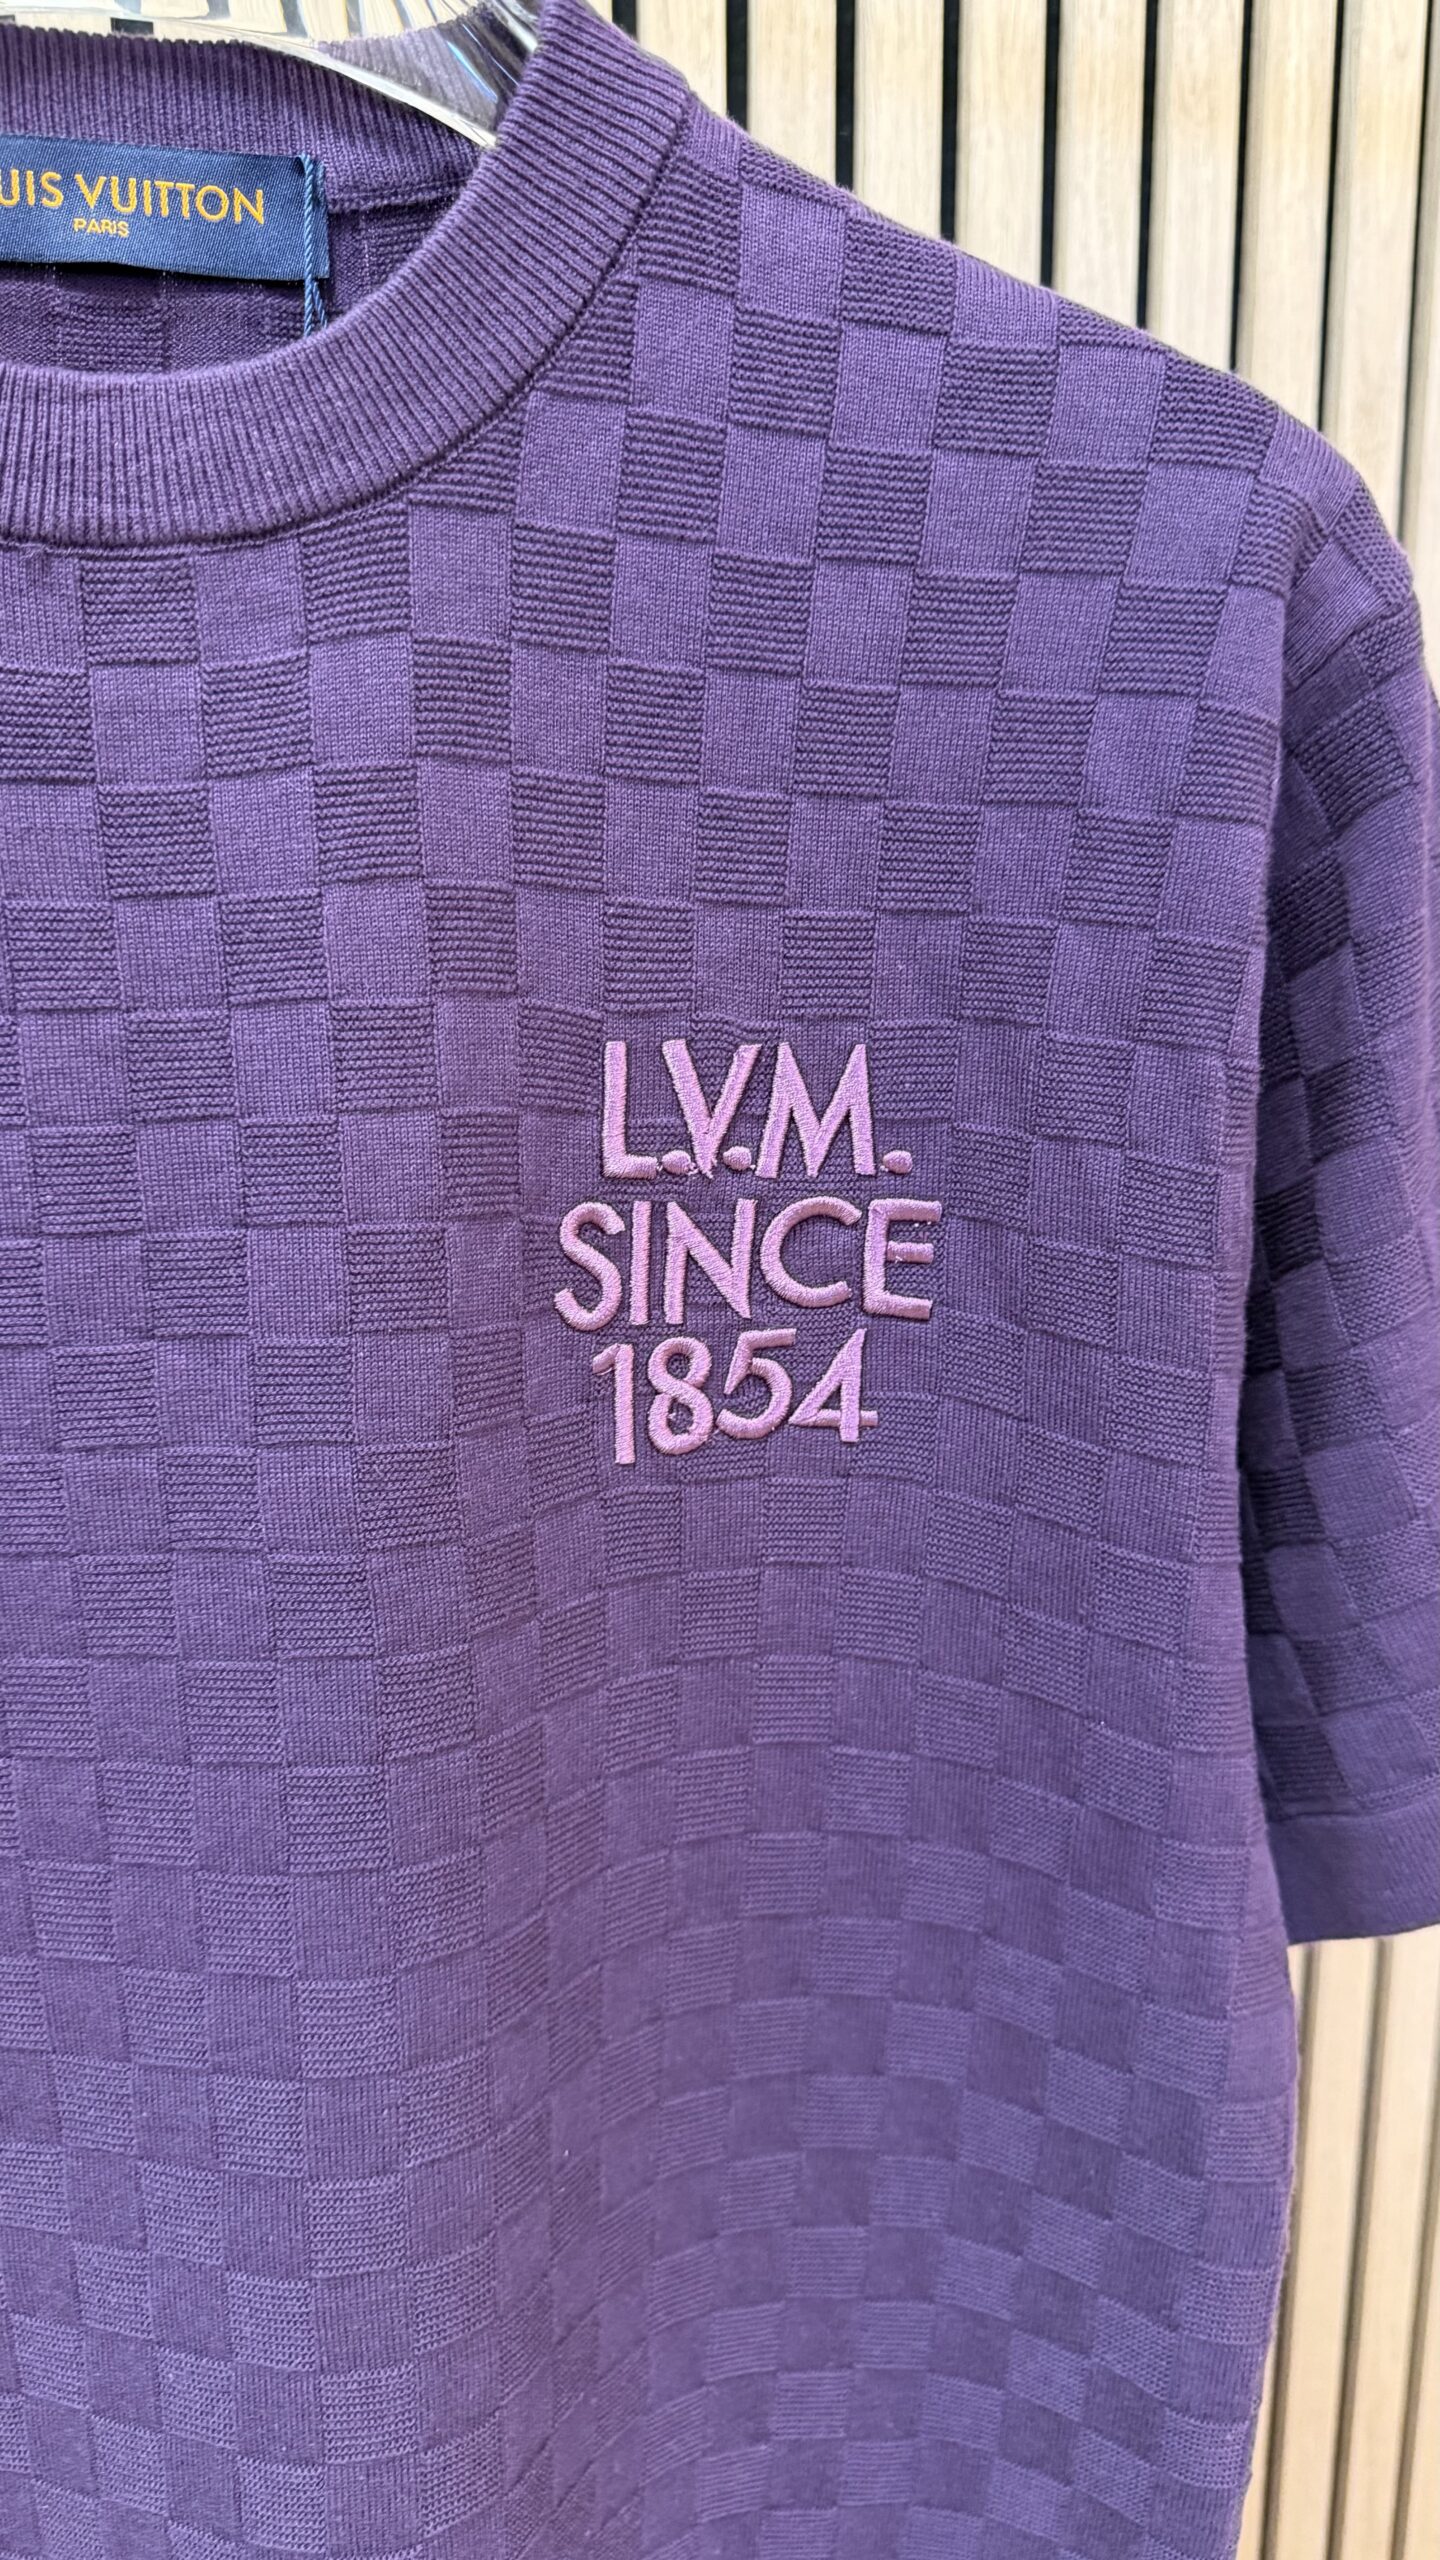 UIS VUITTON
PARIS
L.V.M.
SINCE
1854